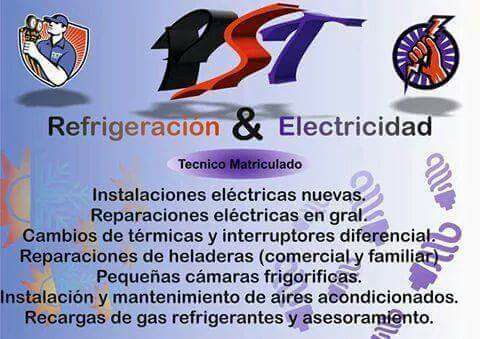 PST
Refrigeración & Electricidad
Tecnico Matriculado
Instalaciones eléctricas nuevas.
Reparaciones eléctricas en gral.
Cambios de térmicas y interruptores diferencial.
Reparaciones de heladeras (comercial y familiar)
Pequeñas cámaras frigorificas.
Instalación y mantenimiento de aires acondicionados.
Recargas de gas refrigerantes y asesoramiento.